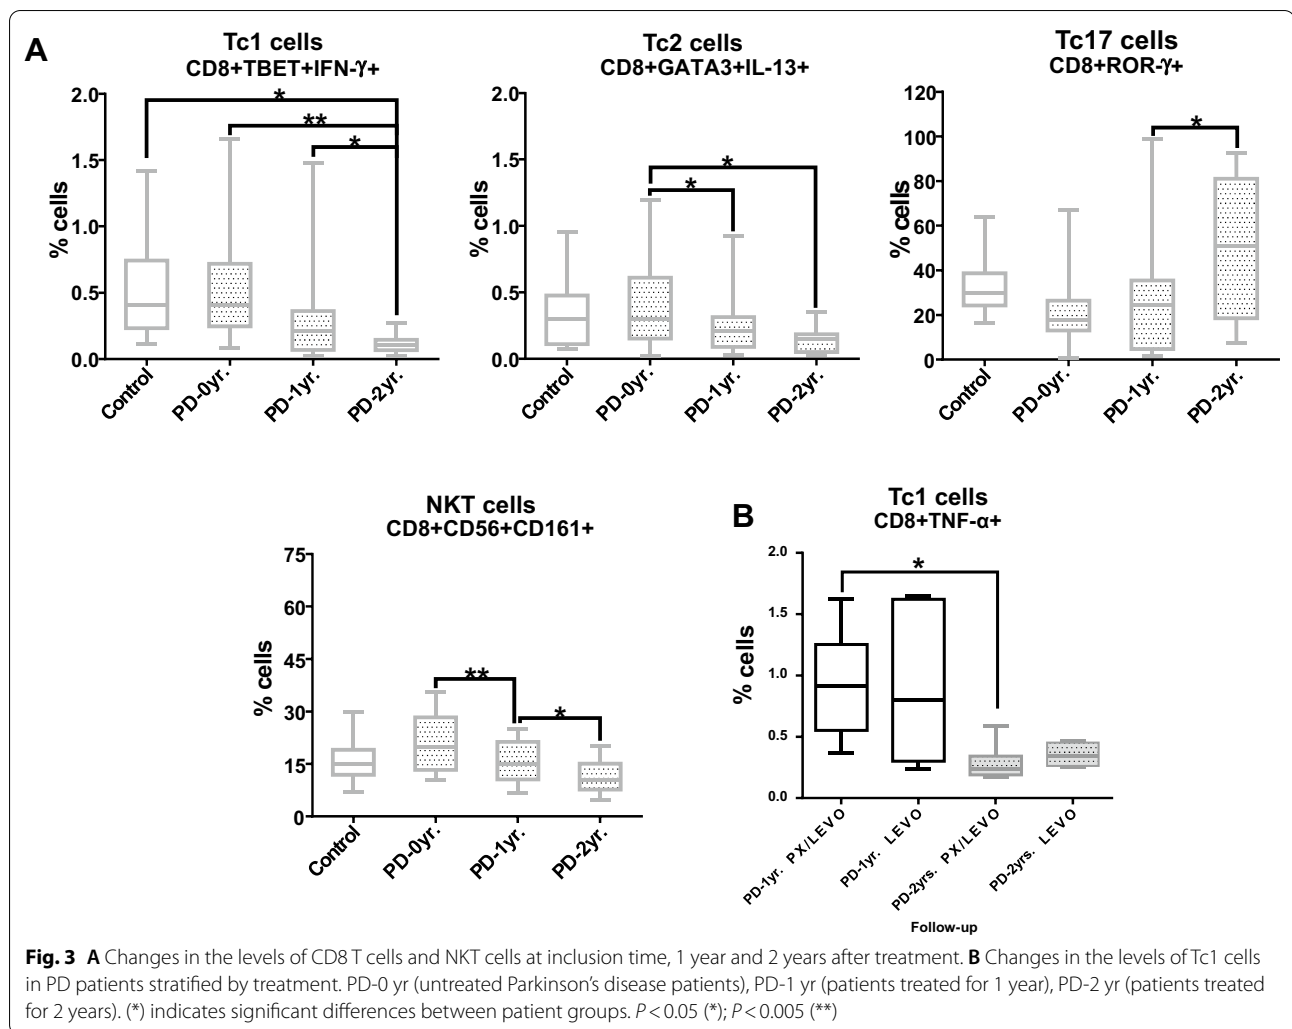 A
Tc1 cells
CD8+TBET+IFN-γ+
% cells
2.0
1.5
1.0
0.5
0.0
*
**
*
Control
PD-0yr.
PD-1yr.
PD-2yr.
Tc2 cells
CD8+GATA3+IL-13+
% cells
2.0
1.5
1.0
0.5
0.0
*
*
Control
PD-0yr.
PD-1yr.
PD-2yr.
Tc17 cells
CD8+ROR-γ+
% cells
120
100
80
60
40
20
0
*
Control
PD-0yr.
PD-1yr.
PD-2yr.
NKT cells
CD8+CD56+CD161+
% cells
75
60
45
30
15
0
**
*
Control
PD-0yr.
PD-1yr.
PD-2yr.
B
Tc1 cells
CD8+TNF-α+
% cells
2.0
1.5
1.0
0.5
0.0
*
PD-1yr. PX/LEVO
PD-1yr. LEVO
PD-2yrs. PX/LEVO
PD-2yrs. LEVO
Follow-up
Fig. 3 A Changes in the levels of CD8 T cells and NKT cells at inclusion time, 1 year and 2 years after treatment. B Changes in the levels of Tc1 cells
in PD patients stratified by treatment. PD-0 yr (untreated Parkinson's disease patients), PD-1 yr (patients treated for 1 year), PD-2 yr (patients treated
for 2 years). (*) indicates significant differences between patient groups. P < 0.05 (*); P < 0.005 (**)